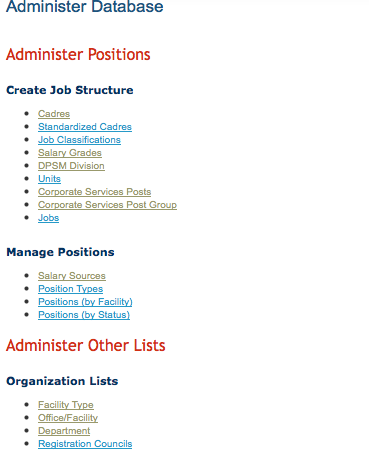 Administer Database
Administer Positions
Create Job Structure
Cadres
Standardized Cadres
Job Classifications
Salary Grades
DPSM Division
Units
Corporate Services Posts
Corporate Services Post Group
Jobs
Manage Positions
Salary Sources
Position Types
Positions (by Facility)
Positions (by Status)
Administer Other Lists
Organization Lists
Facility Type
Office/Facility
Department
Registration Councils